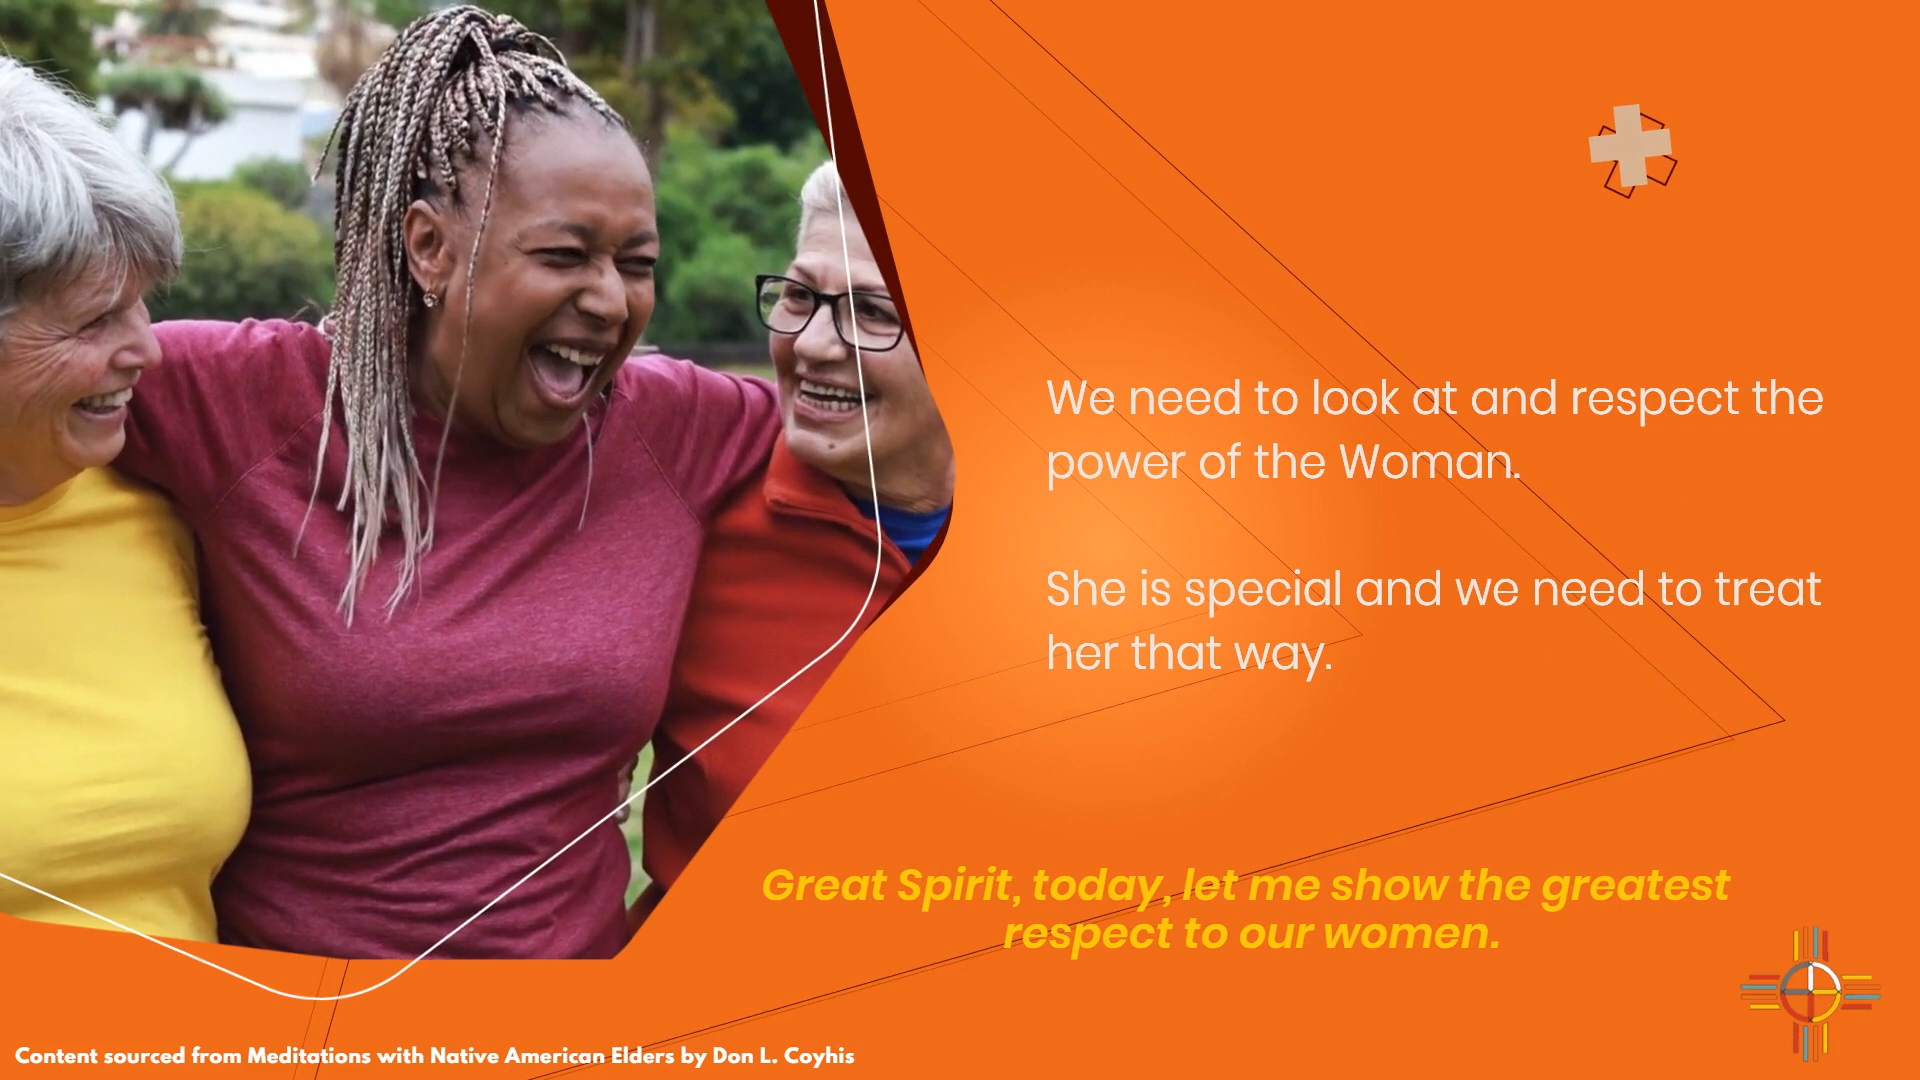 We need to look at and respect the
power of the Woman.
She is special and we need to treat
her that way.
Great Spirit, today, let me show the greatest
respect to our women.
Content sourced from Meditations with Native American Elders by Don L. Coyhis